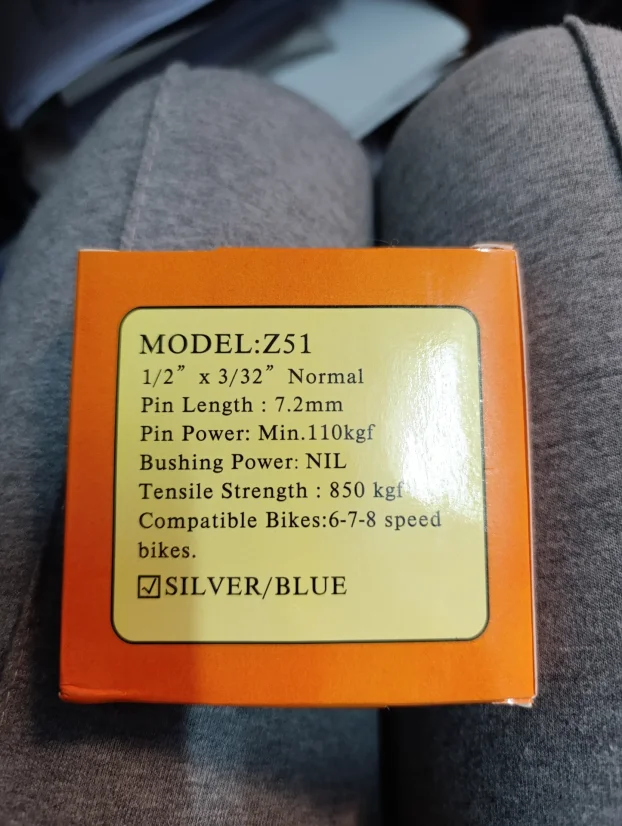 MODEL:Z51
1/2” x 3/32” Normal
Pin Length : 7.2mm
Pin Power: Min.110kgf
Bushing Power: NIL
Tensile Strength : 850 kgf
Compatible Bikes:6-7-8 speed
bikes.
☑SILVER/BLUE